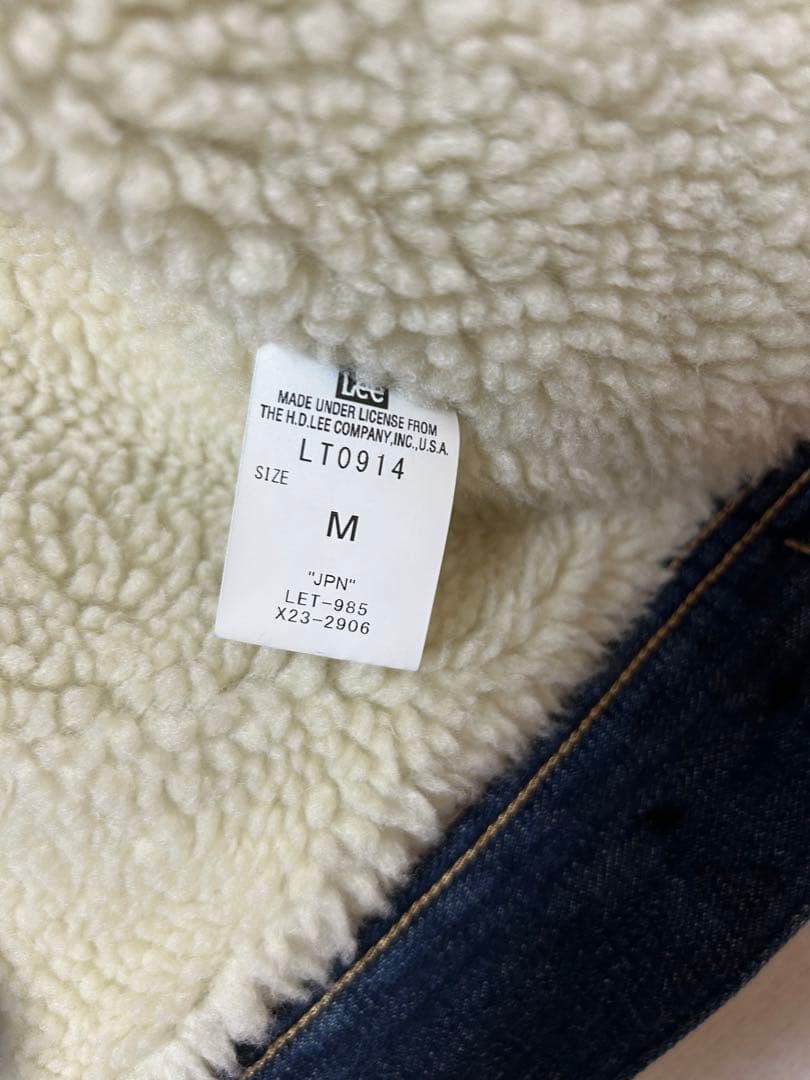 Lee
MADE UNDER LICENSE FROM
THE H.D.LEE COMPANY,INC.,U.S.A.
LT0914
SIZE
M
"JPN"
LET-985
X23-2906